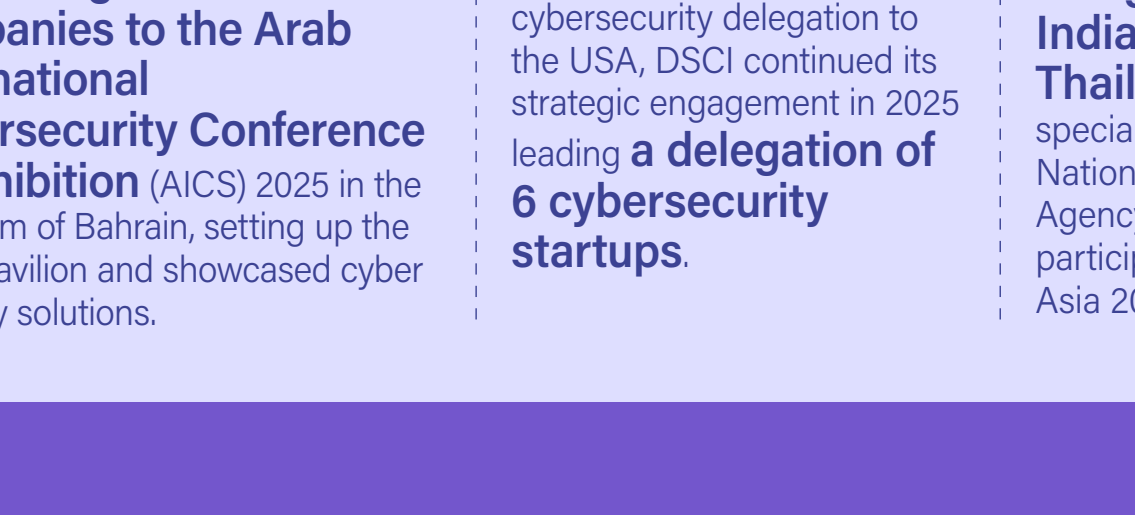 panies to the Arab
national
rsecurity Conference
hibition (AICS) 2025 in the
m of Bahrain, setting up the
avilion and showcased cyber
y solutions.
cybersecurity delegation to
the USA, DSCI continued its
strategic engagement in 2025
leading a delegation of
6 cybersecurity
startups.
India
Thail
specia
Nation
Agency
particip
Asia 20